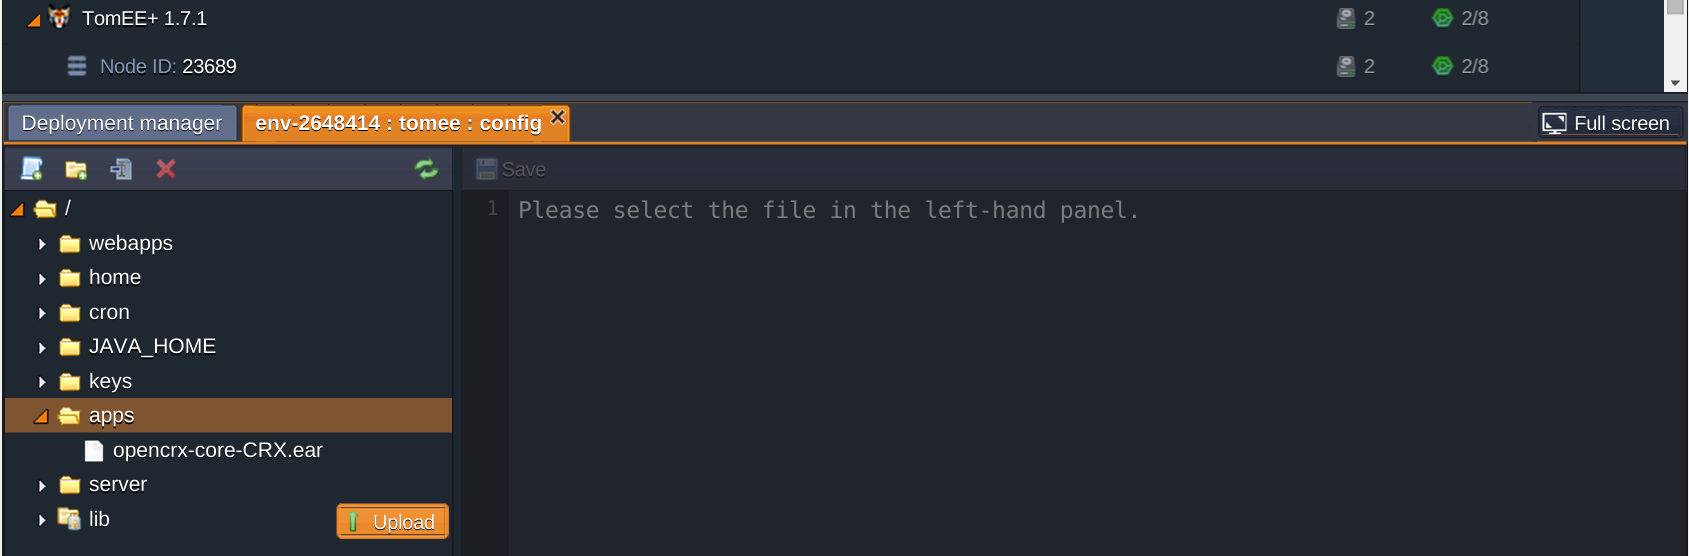 TomEE+ 1.7.1 2 2/8
Node ID: 23689 2 2/8
Deployment manager env-2648414 : tomee : config Full screen
Save
/
1 Please select the file in the left-hand panel.
webapps
home
cron
JAVA_HOME
keys
apps
opencrx-core-CRX.ear
server
lib
Upload